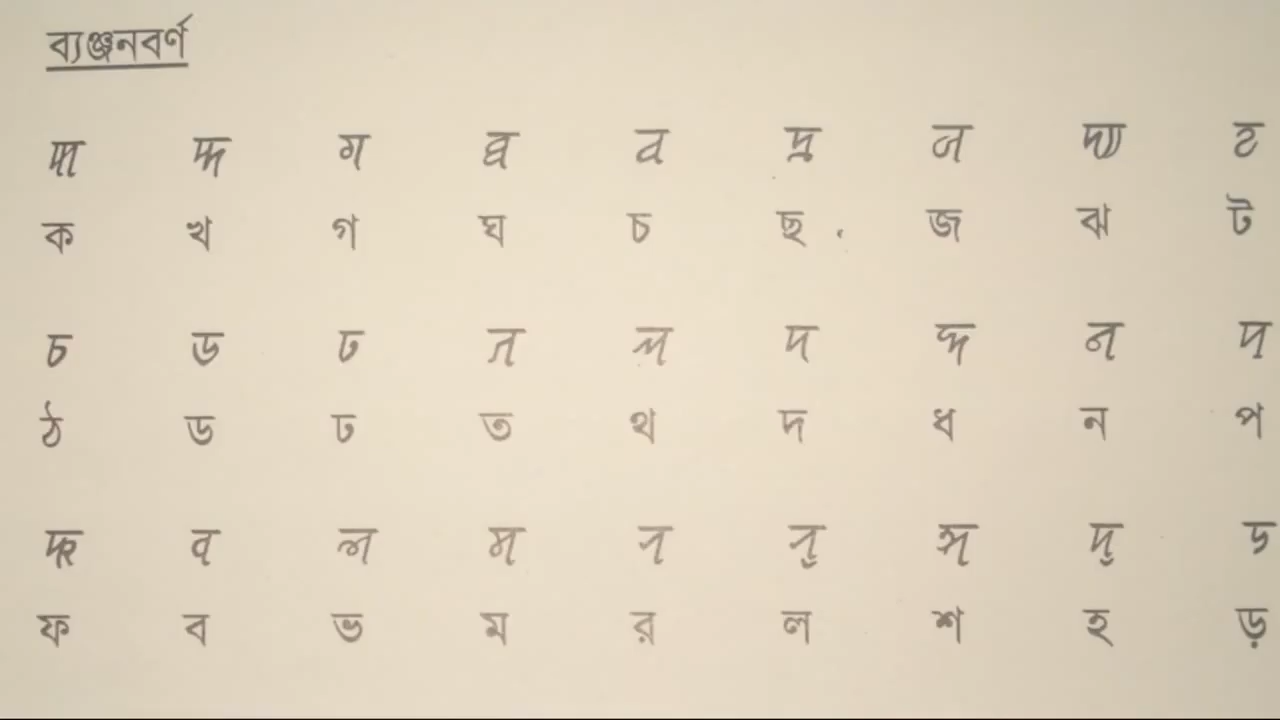 ব্যঞ্জনবর্ণ
ꠇ ꠈ ꠉ ꠊ ꠌ ꠍ ꠎ ꠏ ꠐ
ক খ গ ঘ চ ছ জ ঝ ট
ꠑ ꠒ ꠓ ꠔ ꠕ ꠖ ꠗ ꠘ ꠙ
ঠ ড ঢ ত থ দ ধ ন প
ꠚ ꠛ ꠜ ꠝ ꠞ ꠟ ꠡ ꠢ ꠠ
ফ ব ভ ম র ল শ হ ড়